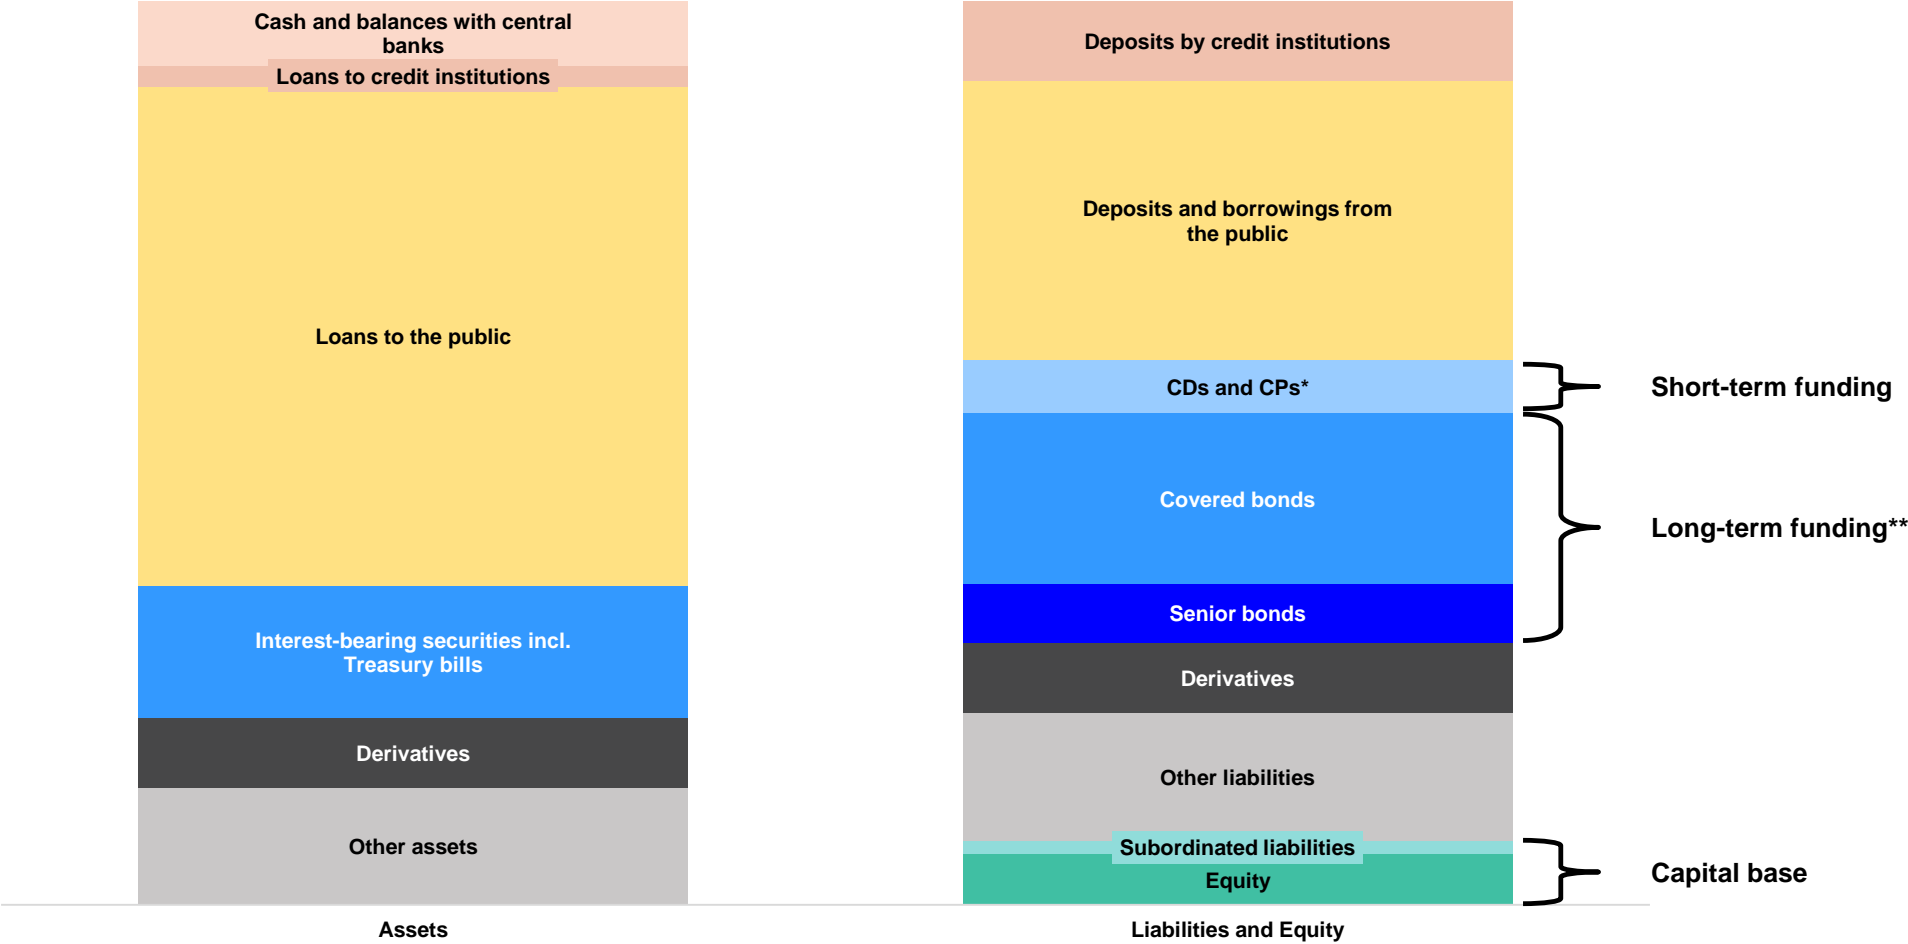 Cash and balances with central
banks
Loans to credit institutions
Loans to the public
Interest-bearing securities incl.
Treasury bills
Derivatives
Other assets
Assets
Deposits by credit institutions
Deposits and borrowings from
the public
CDs and CPs*
Covered bonds
Senior bonds
Derivatives
Other liabilities
Subordinated liabilities
Equity
Liabilities and Equity
Short-term funding
Long-term funding**
Capital base